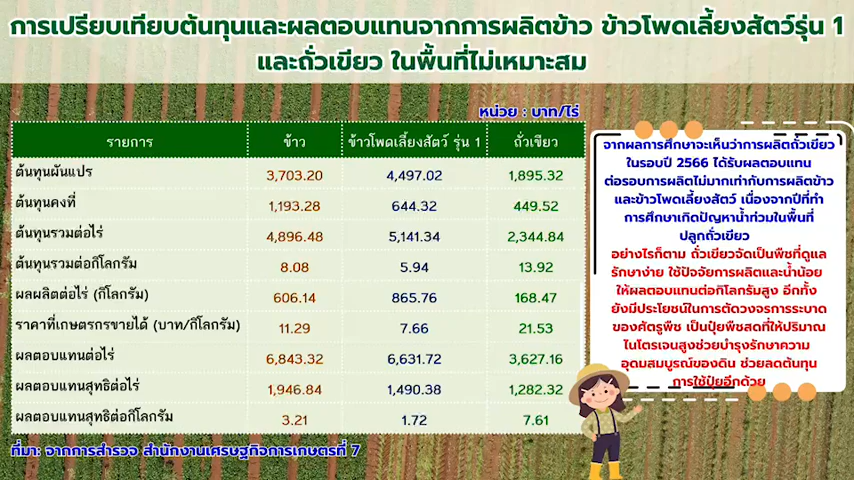 การเปรียบเทียบต้นทุนและผลตอบแทนจากการผลิตข้าว ข้าวโพดเลี้ยงสัตว์รุ่น 1
และถั่วเขียว ในพื้นที่ไม่เหมาะสม
หน่วย : บาท/ไร่
รายการ ข้าว ข้าวโพดเลี้ยงสัตว์ รุ่น 1 ถั่วเขียว
ต้นทุนผันแปร 3,703.20 4,497.02 1,895.32
ต้นทุนคงที่ 1,193.28 644.32 449.52
ต้นทุนรวมต่อไร่ 4,896.48 5,141.34 2,344.84
ต้นทุนรวมต่อกิโลกรัม 8.08 5.94 13.92
ผลผลิตต่อไร่ (กิโลกรัม) 606.14 865.76 168.47
ราคาที่เกษตรกรขายได้ (บาท/กิโลกรัม) 11.29 7.66 21.53
ผลตอบแทนต่อไร่ 6,843.32 6,631.72 3,627.16
ผลตอบแทนสุทธิต่อไร่ 1,946.84 1,490.38 1,282.32
ผลตอบแทนสุทธิต่อกิโลกรัม 3.21 1.72 7.61
ที่มา: จากการสำรวจ สำนักงานเศรษฐกิจการเกษตรที่ 7
จากผลการศึกษาจะเห็นว่าการผลิตถั่วเขียว
ในรอบปี 2566 ได้รับผลตอบแทน
ต่อรอบการผลิตไม่มากเท่ากับการผลิตข้าว
และข้าวโพดเลี้ยงสัตว์ เนื่องจากปีที่ทำ
การศึกษาเกิดปัญหาน้ำท่วมในพื้นที่
ปลูกถั่วเขียว
อย่างไรก็ตาม ถั่วเขียวจัดเป็นพืชที่ดูแล
รักษาง่าย ใช้ปัจจัยการผลิตและน้ำน้อย
ให้ผลตอบแทนต่อกิโลกรัมสูง อีกทั้ง
ยังมีประโยชน์ในการตัดวงจรการระบาด
ของศัตรูพืช เป็นปุ๋ยพืชสดที่ให้ปริมาณ
ไนโตรเจนสูงช่วยบำรุงรักษาความ
อุดมสมบูรณ์ของดิน ช่วยลดต้นทุน
การใช้ปุ๋ยอีกด้วย